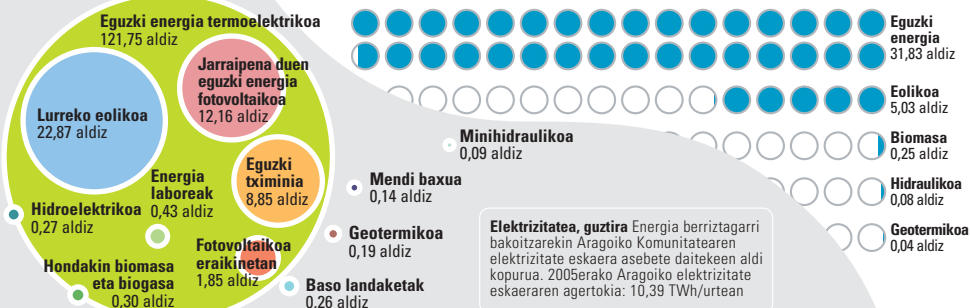 Eguzki energia termoelektrikoa
121,75 aldiz
Jarraipena duen
eguzki energia
fotovoltaikoa
12,16 aldiz
Lurreko eolikoa
22,87 aldiz
Eguzki
tximinia
8,85 aldiz
Energia
laboreak
0,43 aldiz
Hidroelektrikoa
0,27 aldiz
Fotovoltaikoa
eraikinetan
1,85 aldiz
Hondakin biomasa
eta biogasa
0,30 aldiz
Minihidraulikoa
0,09 aldiz
Mendi baxua
0,14 aldiz
Geotermikoa
0,19 aldiz
Baso landaketak
0,26 aldiz
Elektrizitatea, guztira Energia berriztagarri
bakoitzarekin Aragoiko Komunitatearen
elektrizitate eskaera asebete daitekeen aldi
kopurua. 2005erako Aragoiko elektrizitate
eskaeraren agertokia: 10,39 TWh/urtean
Eguzki
energia
31,83 aldiz
Eolikoa
5,03 aldiz
Biomasa
0,25 aldiz
Hidraulikoa
0,08 aldiz
Geotermikoa
0,04 aldiz